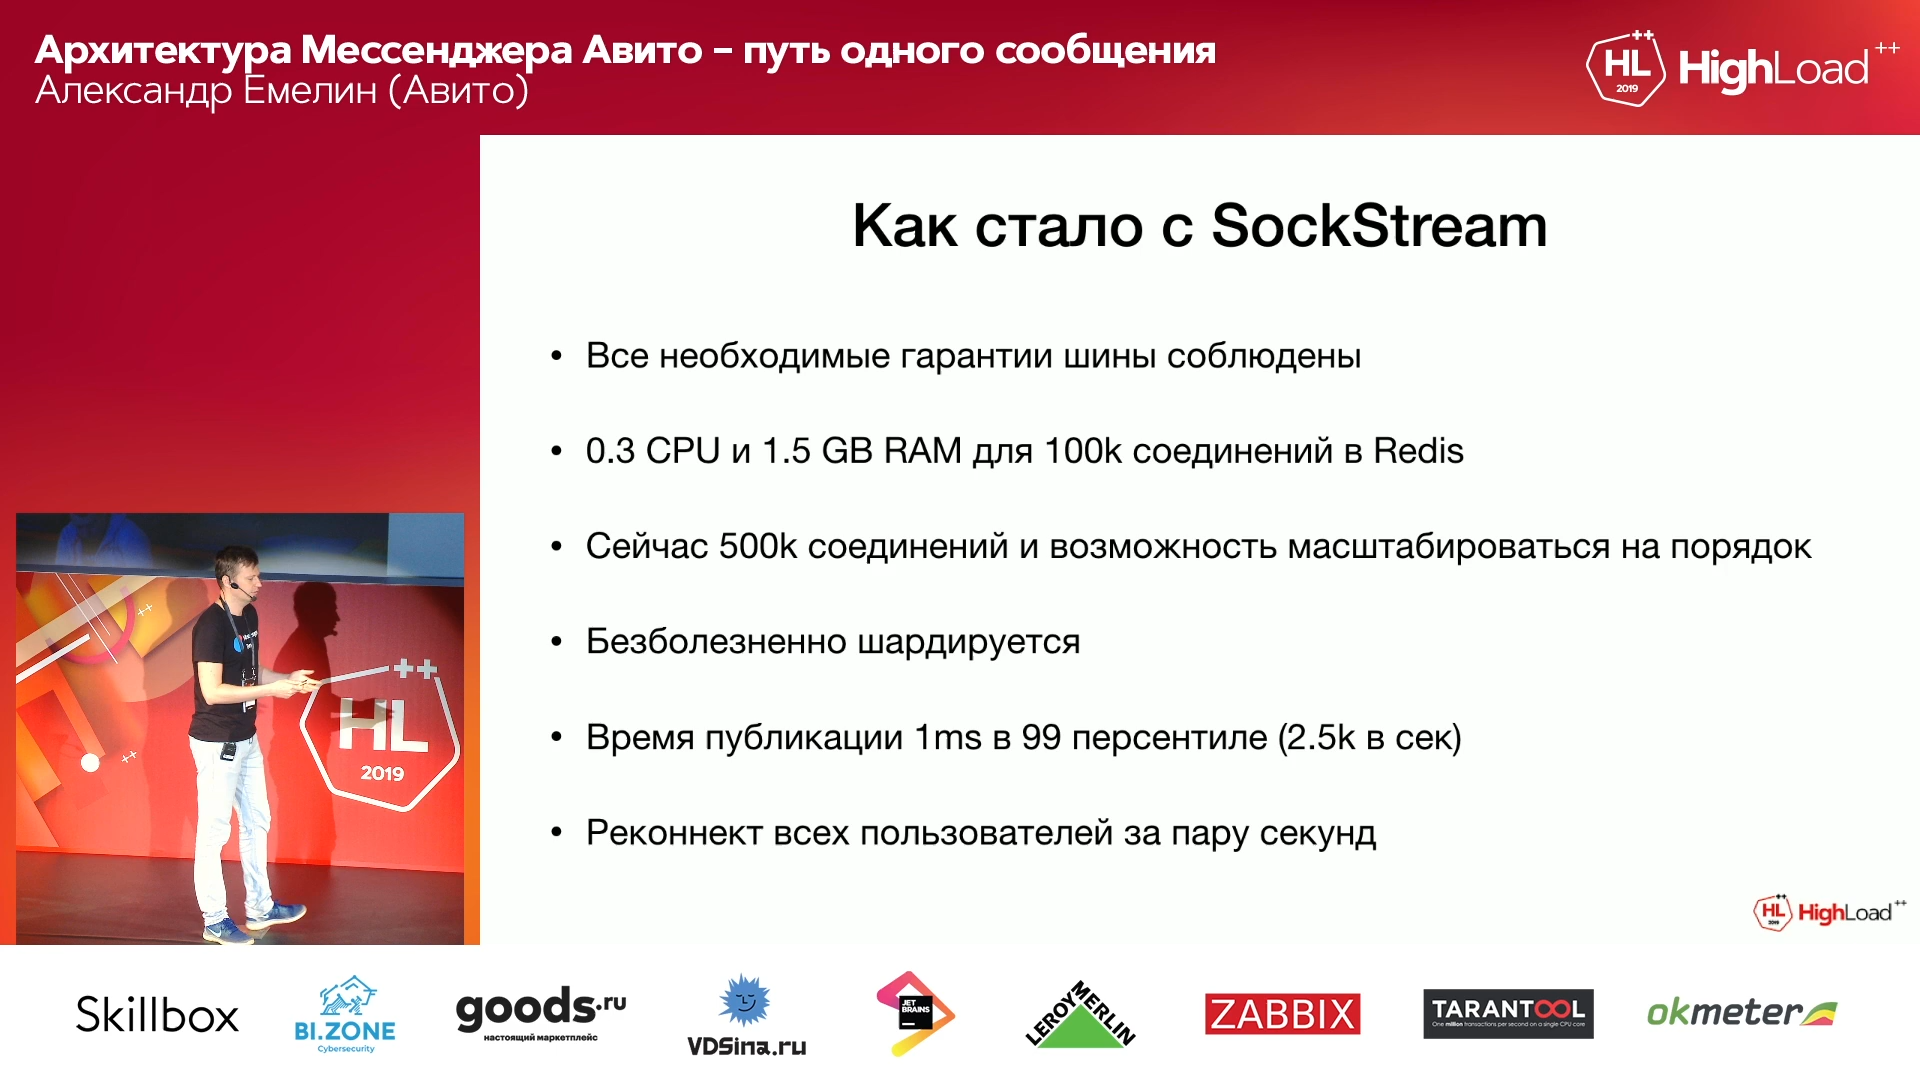 Архитектура Мессенджера Авито – путь одного сообщения
Александр Емелин (Авито)
HL
++
2019
HighLoad++
Как стало с SockStream
• Все необходимые гарантии шины соблюдены
• 0.3 CPU и 1.5 GB RAM для 100k соединений в Redis
• Сейчас 500k соединений и возможность масштабироваться на порядок
• Безболезненно шардируется
• Время публикации 1ms в 99 персентиле (2.5k в сек)
• Реконнект всех пользователей за пару секунд
++
HL
2019
HL
++
2019
HighLoad++
Skillbox
BI.ZONE
Cybersecurity
goods.ru
настоящий маркетплейс
VDSina.ru
JET
BRAINS
LEROY MERLIN
ZABBIX
TARANTOOL
One million transactions per second on a single CPU core
okmeter